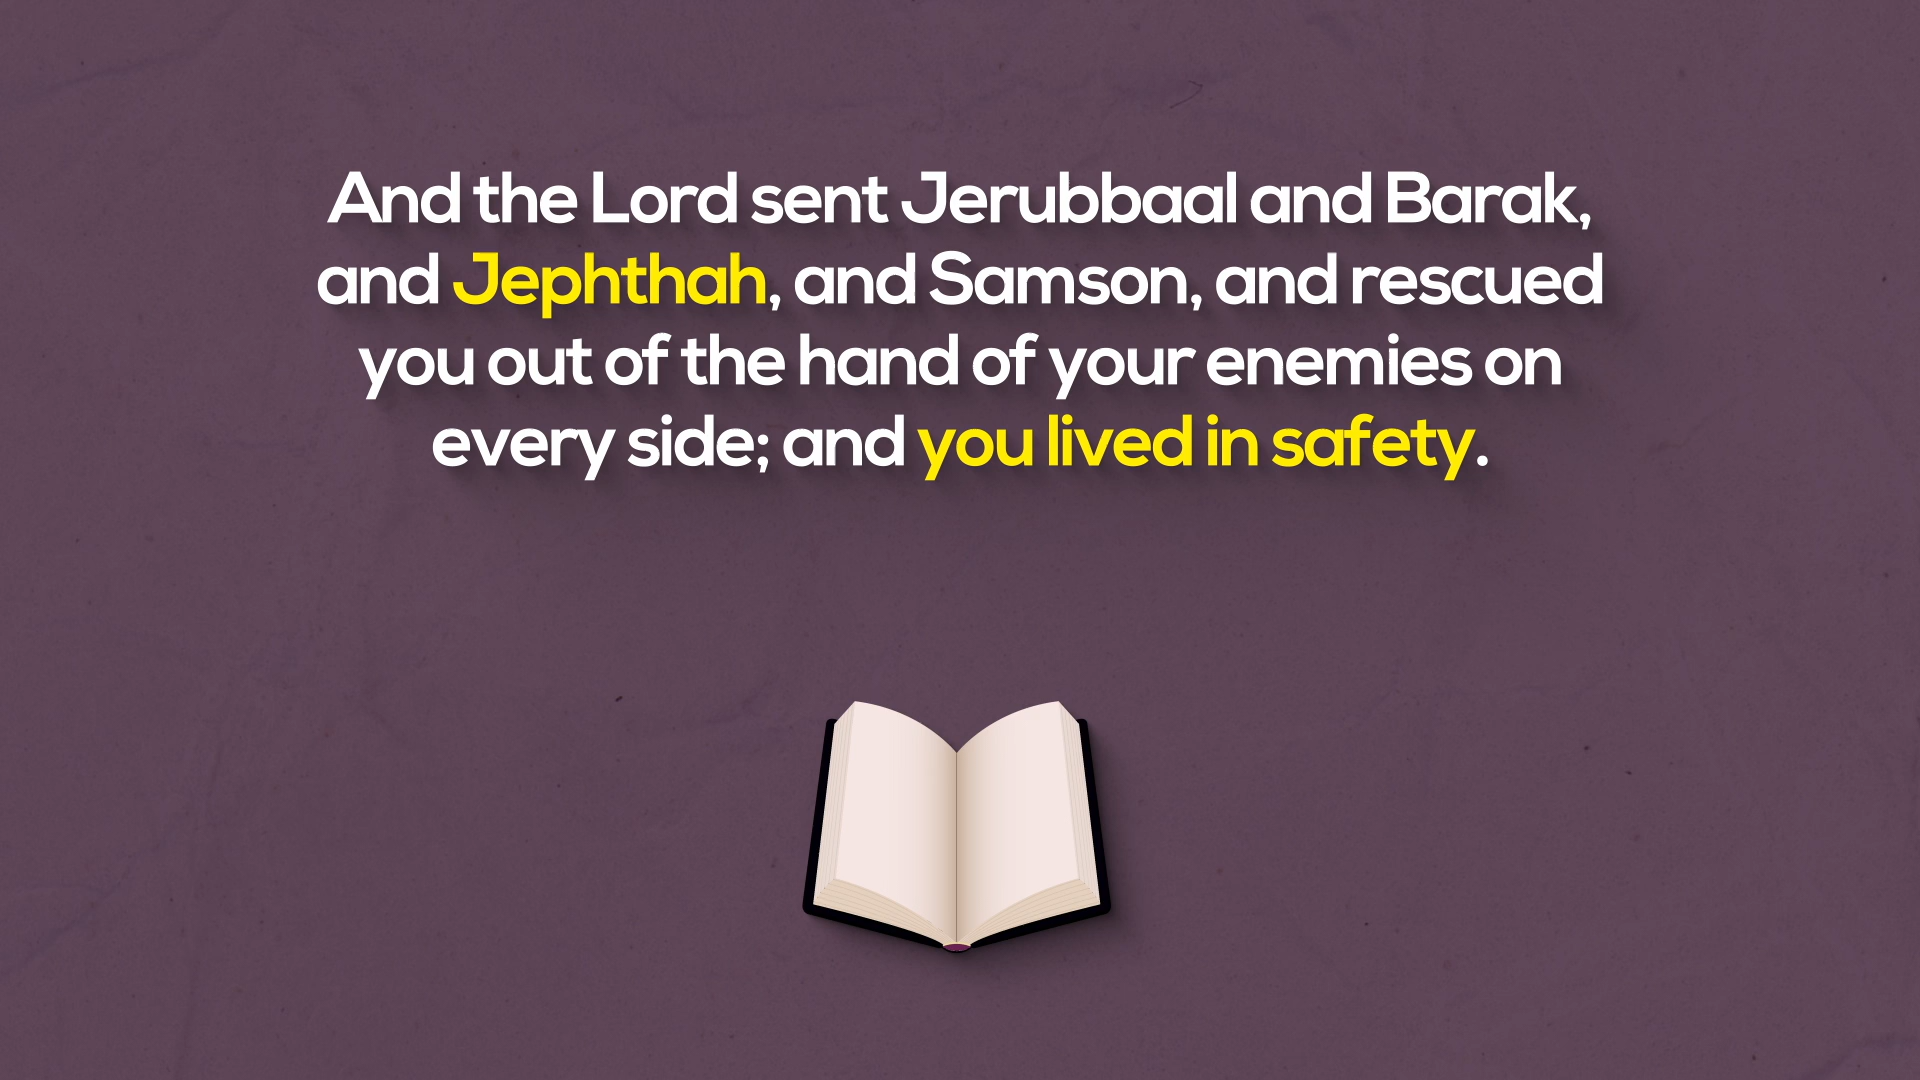 And the Lord sent Jerubbaal and Barak,
and Jephthah, and Samson, and rescued
you out of the hand of your enemies on
every side; and you lived in safety.